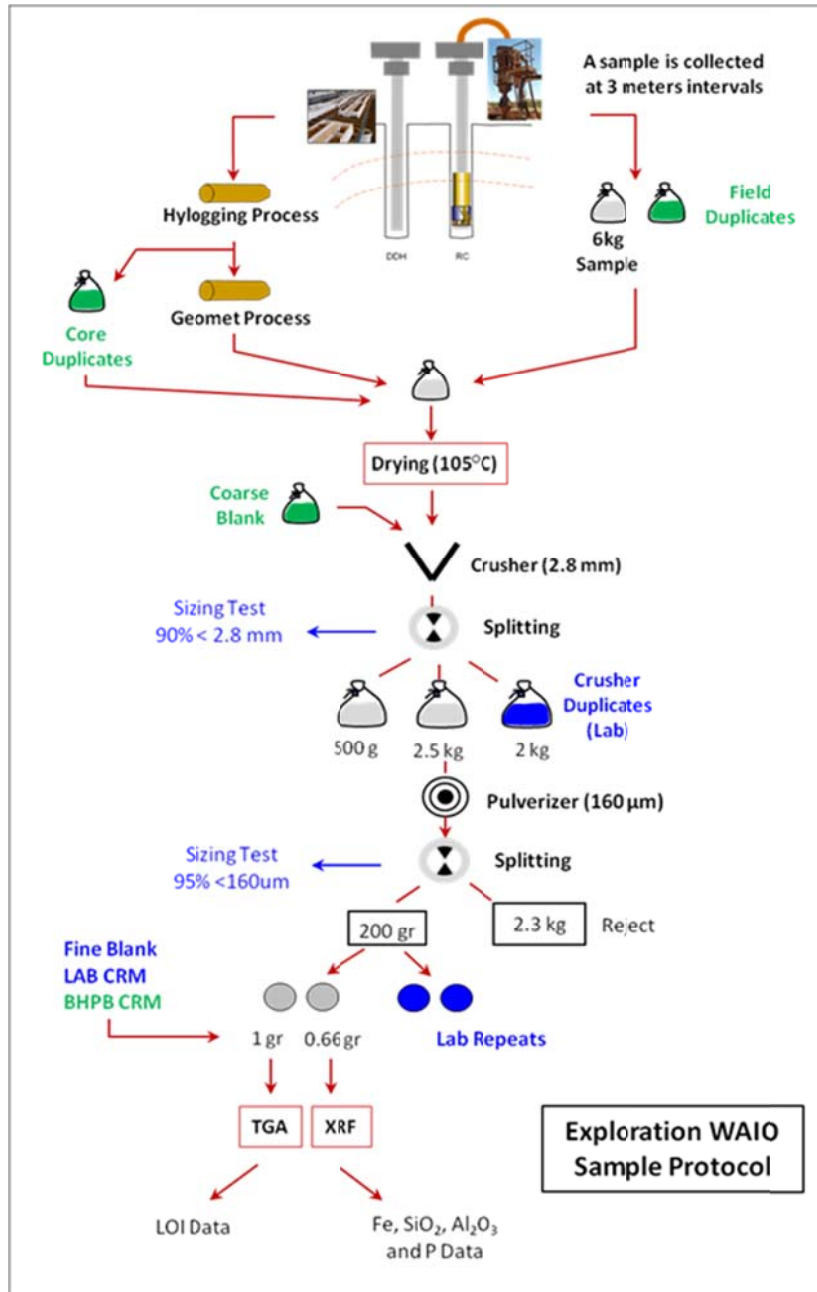 A sample is collected
at 3 meters intervals
Hylogging Process
Field
Duplicates
6kg
Sample
DDH
RC
Geomet Process
Core
Duplicates
Drying (105°C)
Coarse
Blank
Crusher (2.8 mm)
Sizing Test
90% < 2.8 mm
Splitting
Crusher
Duplicates
(Lab)
500 g
2.5 kg
2 kg
Pulverizer (160 µm)
Sizing Test
95% <160um
Splitting
200 gr
2.3 kg
Reject
Fine Blank
LAB CRM
BHPB CRM
1 gr
0.66gr
Lab Repeats
TGA
XRF
Exploration WAIO
Sample Protocol
LOI Data
Fe, SiO₂, Al₂O₃
and P Data